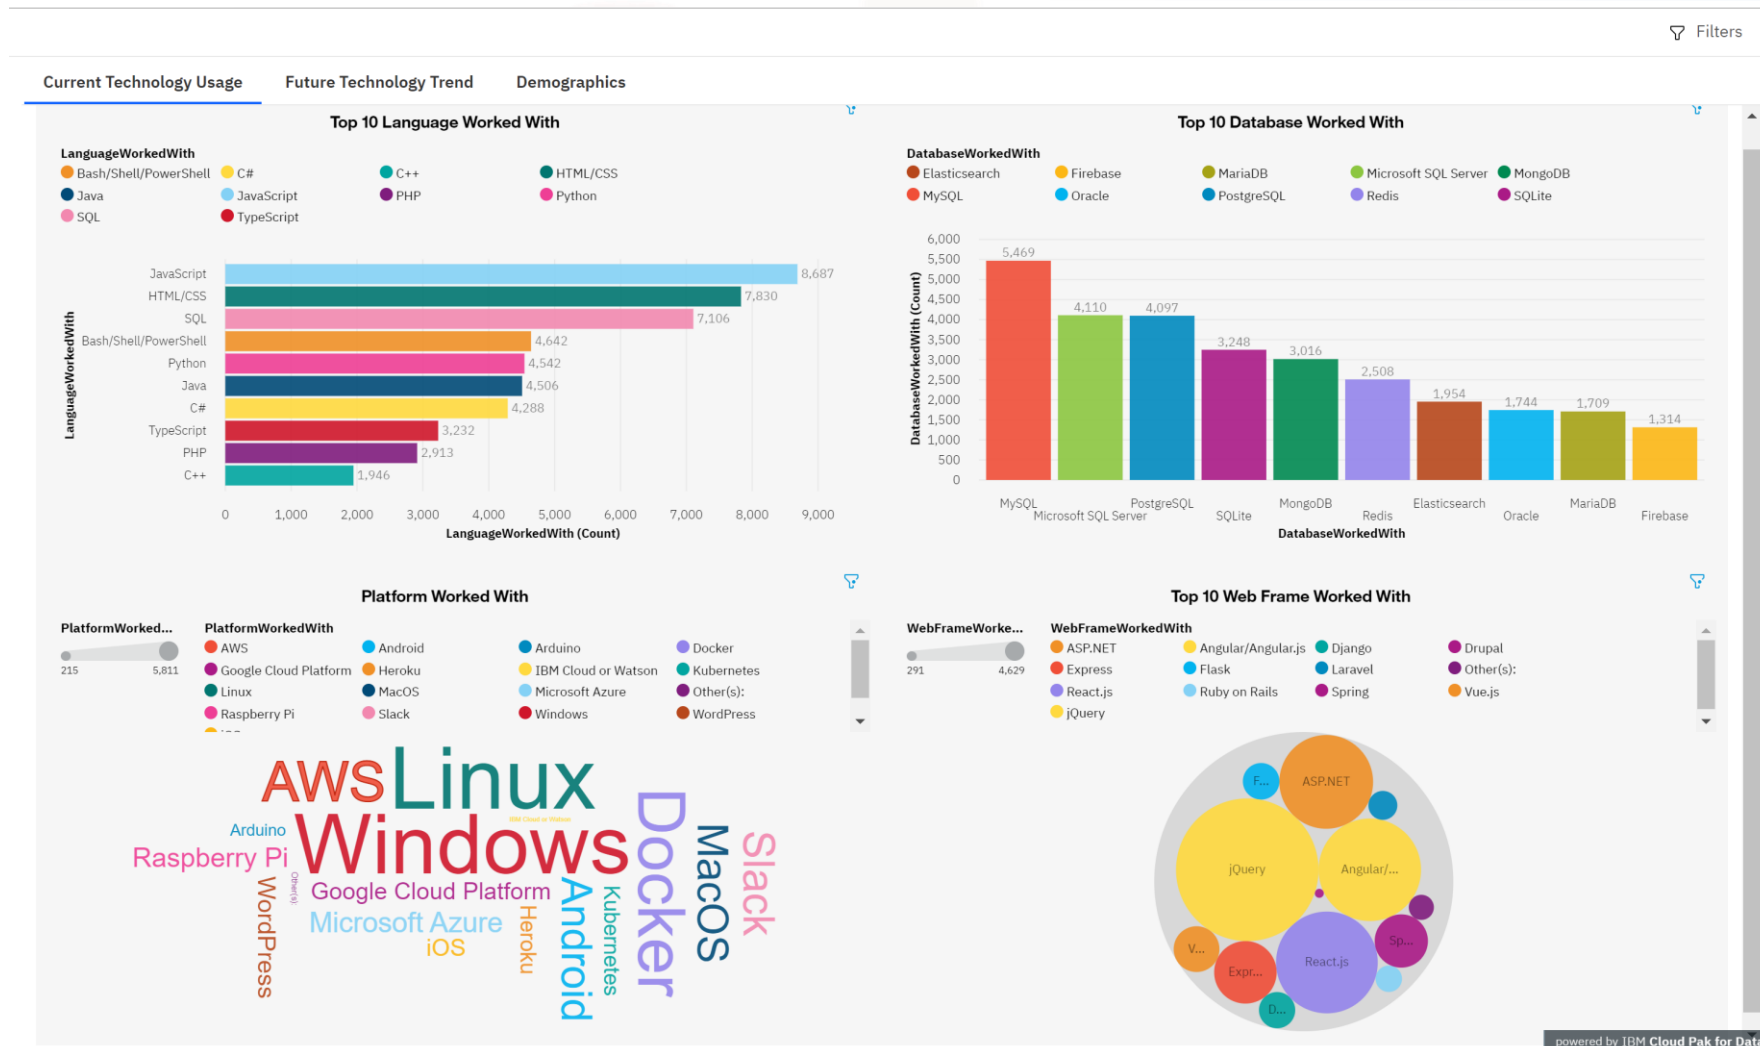 Filters
Current Technology Usage Future Technology Trend Demographics
Top 10 Language Worked With
LanguageWorkedWith
Bash/Shell/PowerShell C# C++ HTML/CSS
Java JavaScript PHP Python
SQL TypeScript
LanguageWorkedWith
JavaScript 8,687
HTML/CSS 7,830
SQL 7,106
Bash/Shell/PowerShell 4,642
Python 4,542
Java 4,506
C# 4,288
TypeScript 3,232
PHP 2,913
C++ 1,946
0 1,000 2,000 3,000 4,000 5,000 6,000 7,000 8,000 9,000
LanguageWorkedWith (Count)
Top 10 Database Worked With
DatabaseWorkedWith
Elasticsearch Firebase MariaDB Microsoft SQL Server MongoDB
MySQL Oracle PostgreSQL Redis SQLite
DatabaseWorkedWith (Count)
6,000
5,500
5,000
4,500
4,000
3,500
3,000
2,500
2,000
1,500
1,000
500
0
5,469 4,110 4,097 3,248 3,016 2,508 1,954 1,744 1,709 1,314
MySQL Microsoft SQL Server PostgreSQL SQLite MongoDB Redis Elasticsearch Oracle MariaDB Firebase
DatabaseWorkedWith
Platform Worked With
PlatformWorked...
215 5,811
PlatformWorkedWith
AWS Android Arduino Docker
Google Cloud Platform Heroku IBM Cloud or Watson Kubernetes
Linux MacOS Microsoft Azure Other(s):
Raspberry Pi Slack Windows WordPress
AWS
Linux
IBM Cloud or Watson
Arduino
Windows
Raspberry Pi
Other(s):
WordPress
Google Cloud Platform
Microsoft Azure
iOS
Heroku
Android
Kubernetes
Docker
MacOS
Slack
Top 10 Web Frame Worked With
WebFrameWorke...
291 4,629
WebFrameWorkedWith
ASP.NET Angular/Angular.js Django Drupal
Express Flask Laravel Other(s):
React.js Ruby on Rails Spring Vue.js
jQuery
F... ASP.NET
jQuery Angular/...
V... Expr... React.js Sp...
D...
powered by IBM Cloud Pak for Data